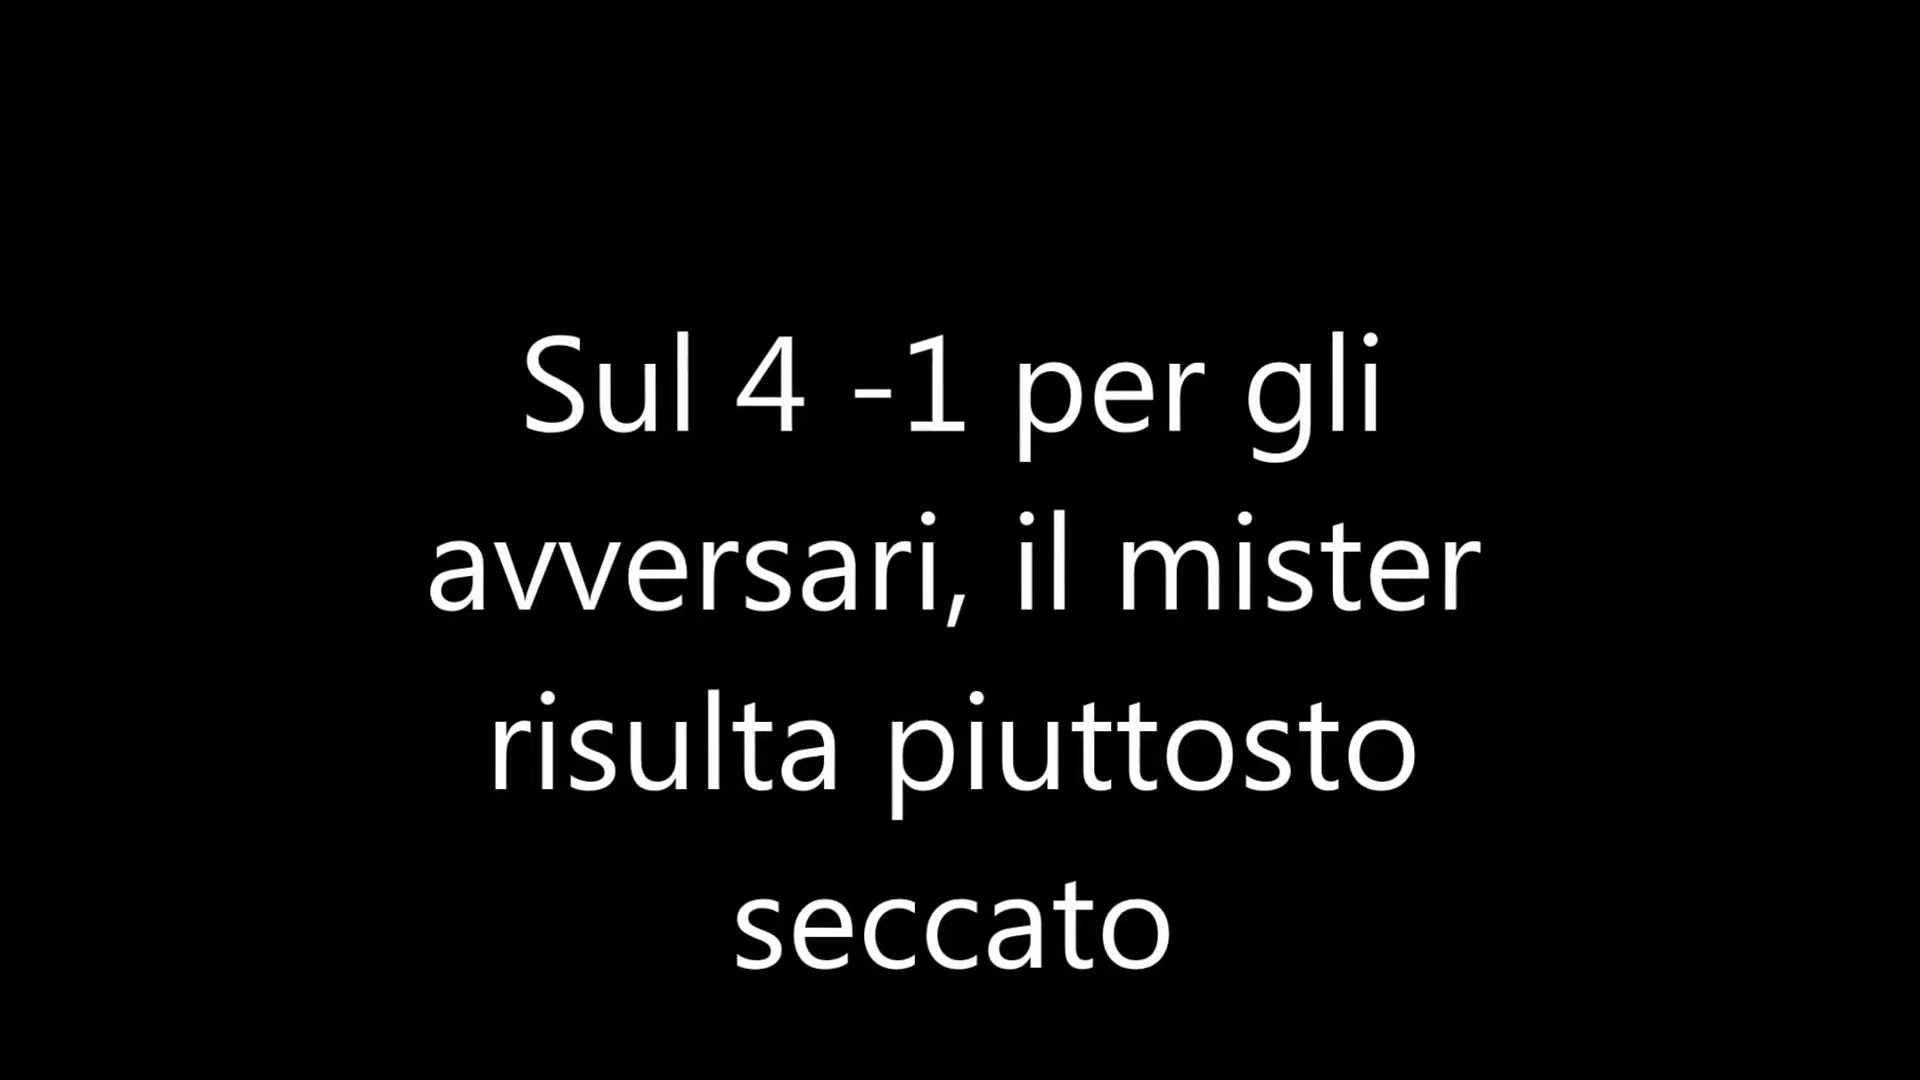 Sul 4 -1 per gli
avversari, il mister
risulta piuttosto
seccato